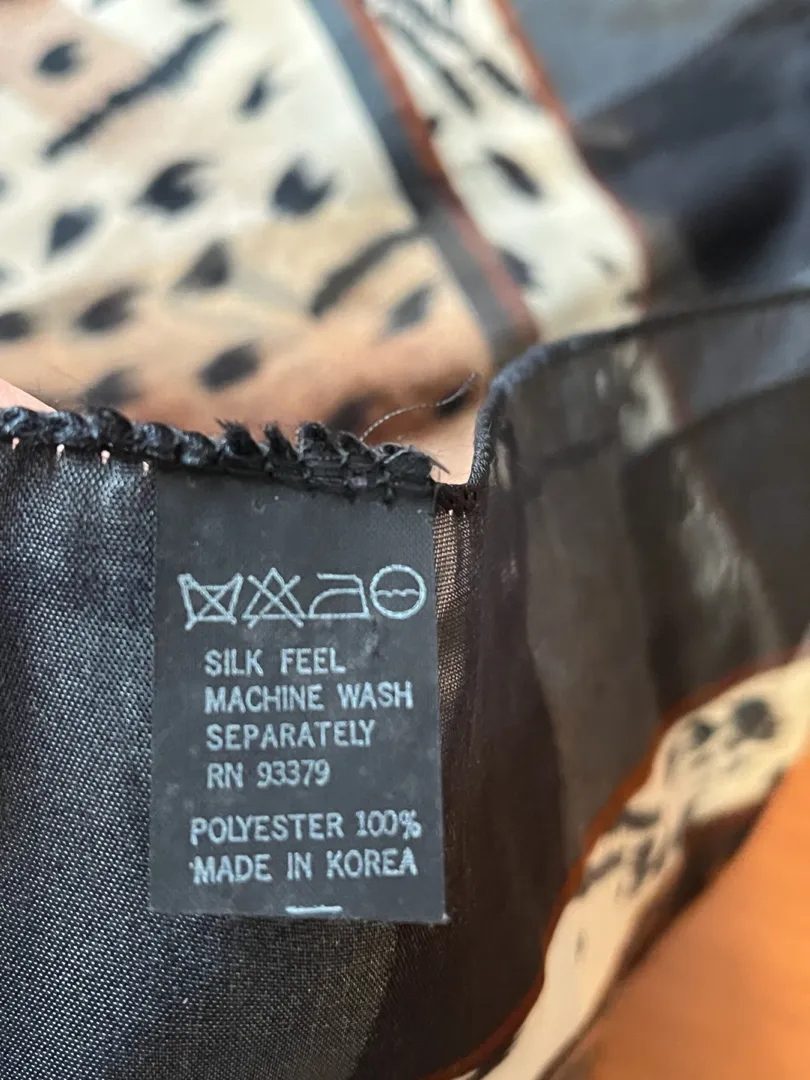 SILK FEEL
MACHINE WASH
SEPARATELY
RN 93379
POLYESTER 100%
MADE IN KOREA